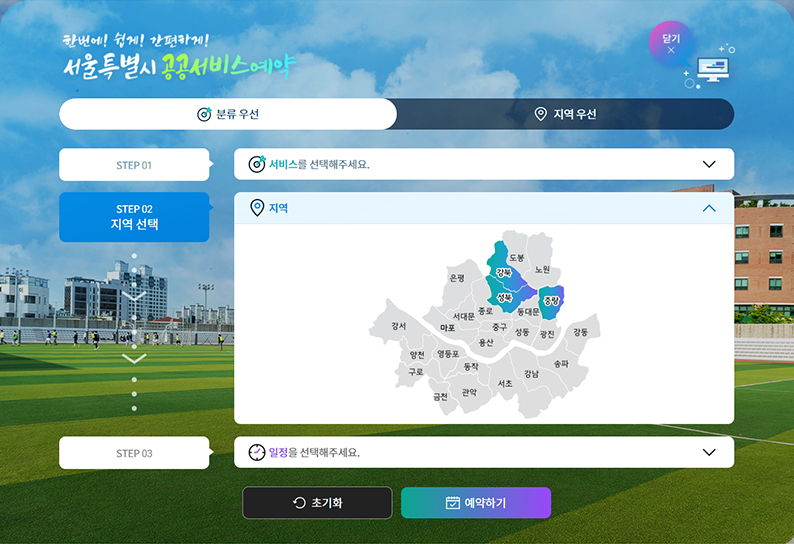 한번에! 쉽게! 간편하게!
서울특별시 공공서비스예약
닫기
분류 우선
지역 우선
STEP 01
서비스를 선택해주세요.
STEP 02
지역 선택
지역
도봉
노원
강북
은평
성북
중랑
서대문
종로
동대문
강서
마포
중구
성동
광진
강동
용산
양천
영등포
동작
송파
구로
강남
서초
관악
금천
STEP 03
일정을 선택해주세요.
초기화
예약하기